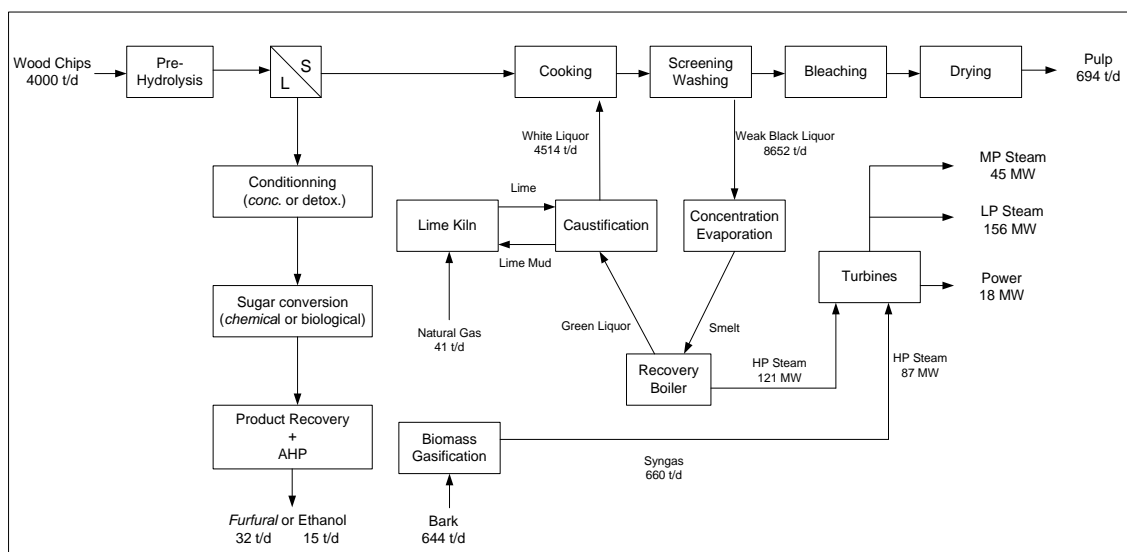 Wood Chips
4000 t/d
Pre-
Hydrolysis
S
L
Cooking
Screening
Washing
Bleaching
Drying
Pulp
694 t/d
White Liquor
4514 t/d
Weak Black Liquor
8652 t/d
Conditionning
(conc. or detox.)
Lime Kiln
Lime
Lime Mud
Caustification
Concentration
Evaporation
MP Steam
45 MW
LP Steam
156 MW
Turbines
Power
18 MW
Sugar conversion
(chemical or biological)
Natural Gas
41 t/d
Green Liquor
Smelt
Recovery
Boiler
HP Steam
121 MW
HP Steam
87 MW
Product Recovery
+
AHP
Biomass
Gasification
Syngas
660 t/d
Furfural or Ethanol
32 t/d 15 t/d
Bark
644 t/d